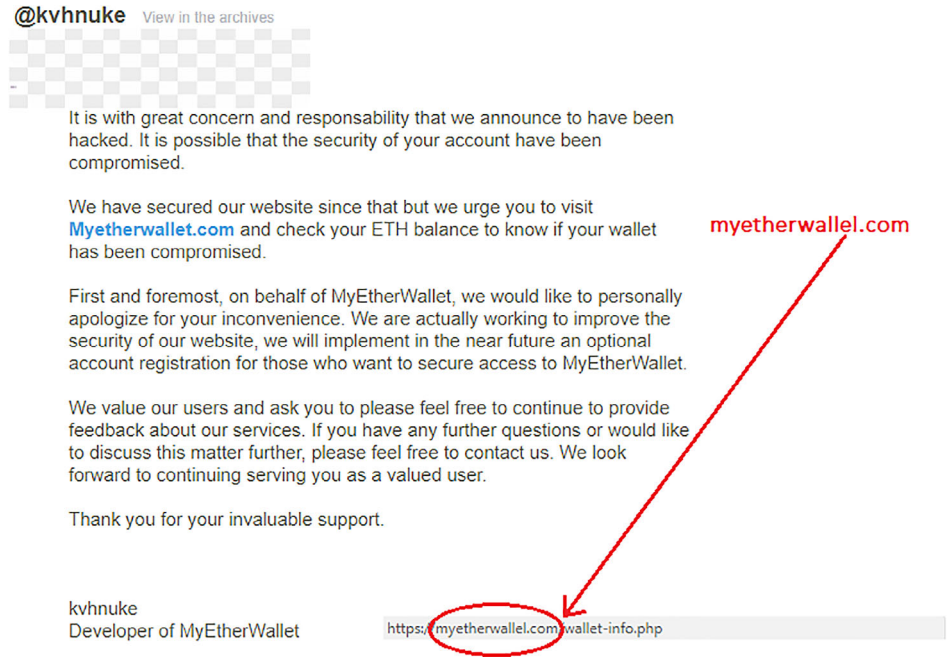 @kvhnuke View in the archives
It is with great concern and responsability that we announce to have been
hacked. It is possible that the security of your account have been
compromised.
We have secured our website since that but we urge you to visit
Myetherwallet.com and check your ETH balance to know if your wallet
has been compromised.
myetherwallel.com
First and foremost, on behalf of MyEtherWallet, we would like to personally
apologize for your inconvenience. We are actually working to improve the
security of our website, we will implement in the near future an optional
account registration for those who want to secure access to MyEtherWallet.
We value our users and ask you to please feel free to continue to provide
feedback about our services. If you have any further questions or would like
to discuss this matter further, please feel free to contact us. We look
forward to continuing serving you as a valued user.
Thank you for your invaluable support.
kvhnuke
Developer of MyEtherWallet
https://myetherwallel.com/wallet-info.php